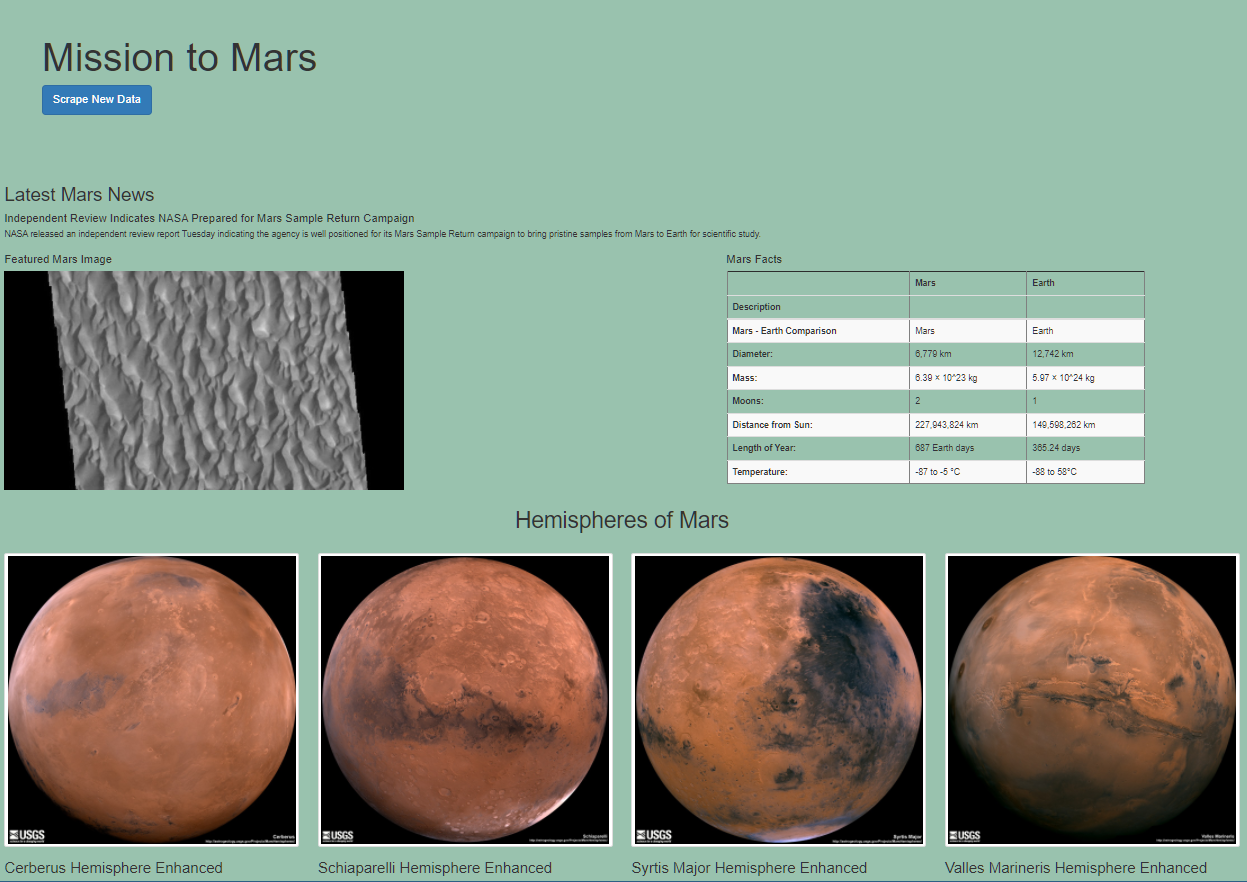 Mission to Mars
Scrape New Data
Latest Mars News
Independent Review Indicates NASA Prepared for Mars Sample Return Campaign
NASA released an independent review report Tuesday indicating the agency is well positioned for its Mars Sample Return campaign to bring pristine samples from Mars to Earth for scientific study.
Featured Mars Image
Mars Facts
Mars Earth
Description
Mars - Earth Comparison Mars Earth
Diameter: 6,779 km 12,742 km
Mass: 6.39 × 10^23 kg 5.97 × 10^24 kg
Moons: 2 1
Distance from Sun: 227,943,824 km 149,598,262 km
Length of Year: 687 Earth days 365.24 days
Temperature: -87 to -5 °C -88 to 58°C
Hemispheres of Mars
USGS Cerberus
USGS Schiaparelli
USGS Syrtis Major
USGS Valles Marineris
Cerberus Hemisphere Enhanced
Schiaparelli Hemisphere Enhanced
Syrtis Major Hemisphere Enhanced
Valles Marineris Hemisphere Enhanced